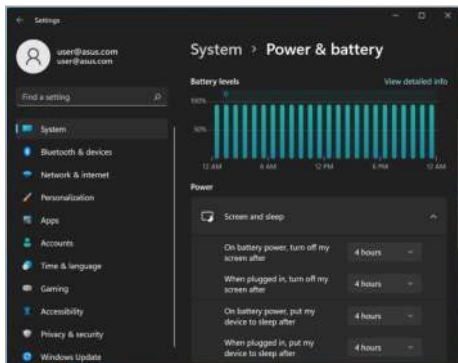 Settings
user@asus.com
user@asus.com
Find a setting
System
Bluetooth & devices
Network & internet
Personalization
Apps
Accounts
Time & language
Gaming
Accessibility
Privacy & security
Windows Update
System > Power & battery
Battery levels
View detailed info
100%
50%
12 AM 6 AM 12 PM 6 PM 12 AM
Power
Screen and sleep
On battery power, turn off my
screen after
4 hours
When plugged in, turn off my
screen after
4 hours
On battery power, put my
device to sleep after
4 hours
When plugged in, put my
device to sleep after
4 hours